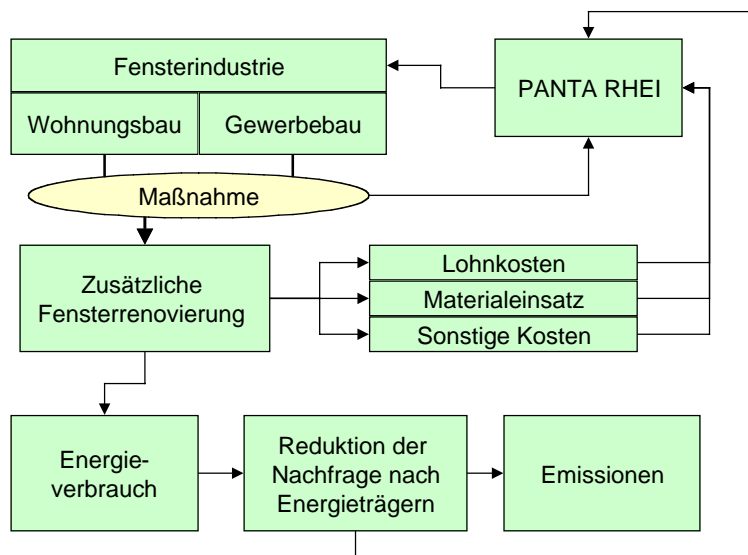 Fensterindustrie
PANTA RHEI
Wohnungsbau
Gewerbebau
Maßnahme
Zusätzliche
Fensterrenovierung
Lohnkosten
Materialeinsatz
Sonstige Kosten
Energie-
verbrauch
Reduktion der
Nachfrage nach
Energieträgern
Emissionen